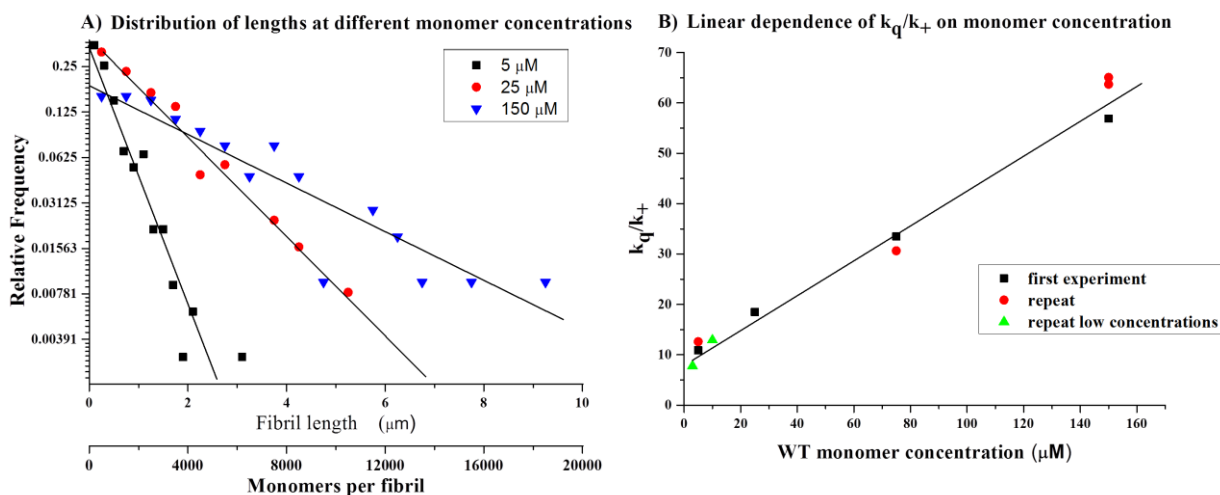 A) Distribution of lengths at different monomer concentrations
5 μM
25 μM
150 μM
Relative Frequency
0.25
0.125
0.0625
0.03125
0.01563
0.00781
0.00391
0 2 4 6 8 10
Fibril length (μm)
0 4000 8000 12000 16000 20000
Monomers per fibril
B) Linear dependence of kq/k+ on monomer concentration
kq/k+
70
60
50
40
30
20
10
0
first experiment
repeat
repeat low concentrations
0 20 40 60 80 100 120 140 160
WT monomer concentration (μM)